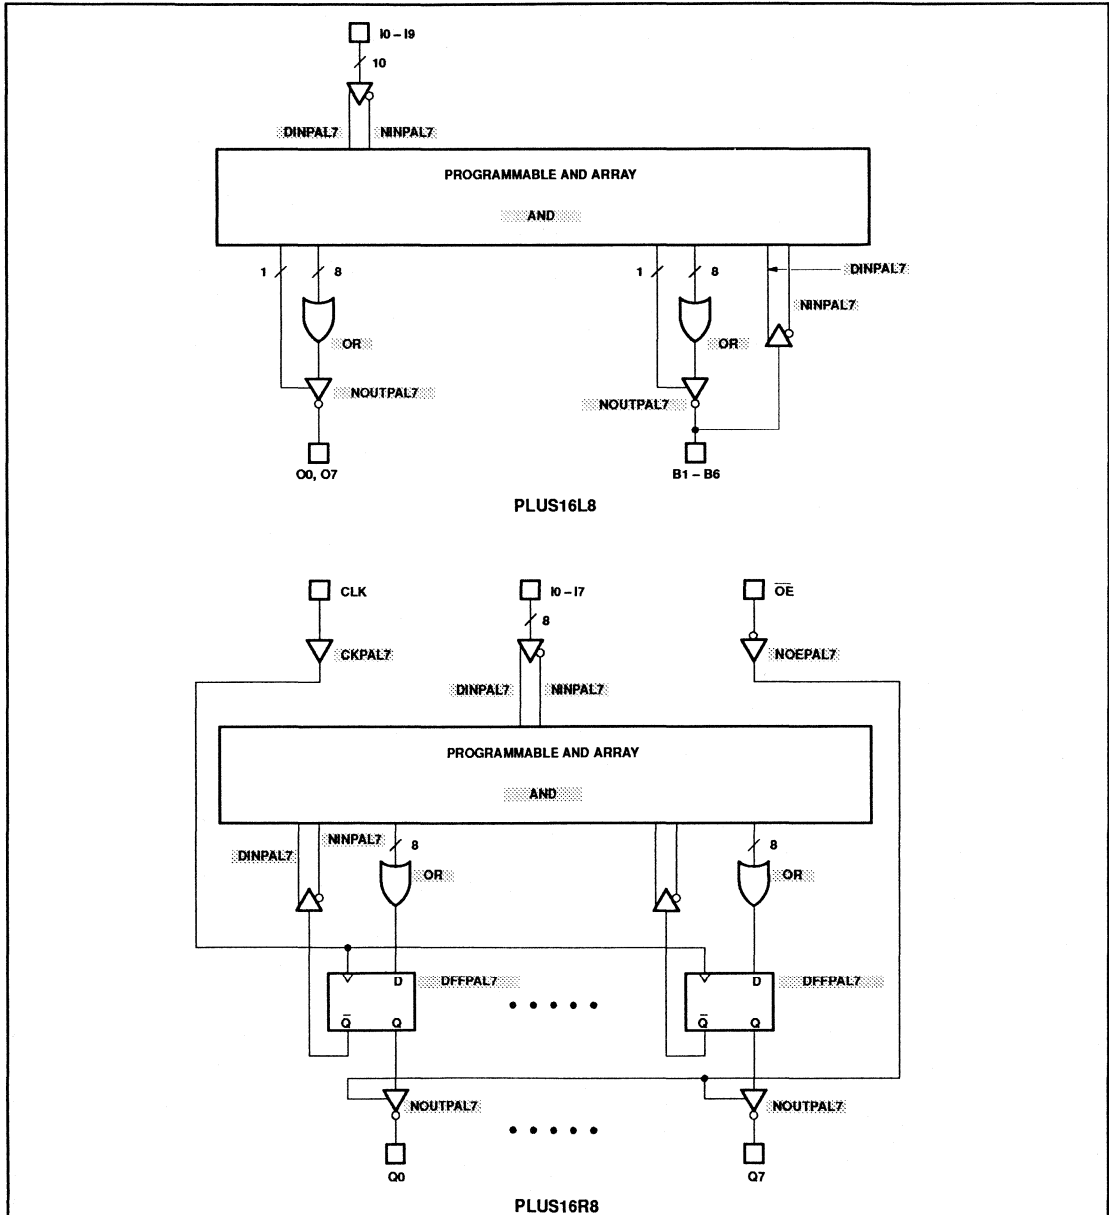 I0 – I9
10
DINPAL7 NINPAL7
PROGRAMMABLE AND ARRAY
AND
1 8 1 8 DINPAL7
NINPAL7
OR OR
NOUTPAL7 NOUTPAL7
O0, O7 B1 – B6
PLUS16L8
CLK I0 – I7 OE
8
CKPAL7 NOEPAL7
DINPAL7 NINPAL7
PROGRAMMABLE AND ARRAY
AND
NINPAL7 8 8
DINPAL7
OR OR
D DFFPAL7 D DFFPAL7
Q Q Q Q
NOUTPAL7 NOUTPAL7
Q0 Q7
PLUS16R8